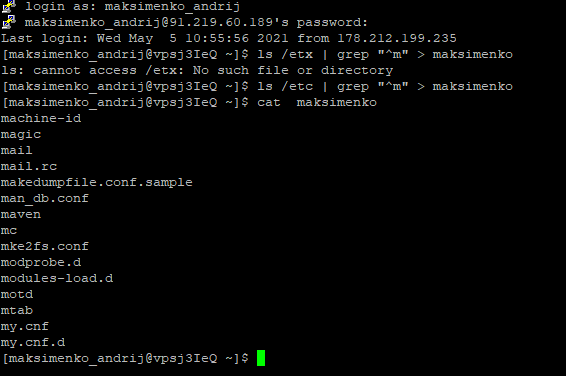 login as: maksimenko_andrij
maksimenko_andrij@91.219.60.189's password:
Last login: Wed May  5 10:55:56 2021 from 178.212.199.235
[maksimenko_andrij@vpsj3IeQ ~]$ ls /etx | grep "^m" > maksimenko
ls: cannot access /etx: No such file or directory
[maksimenko_andrij@vpsj3IeQ ~]$ ls /etc | grep "^m" > maksimenko
[maksimenko_andrij@vpsj3IeQ ~]$ cat  maksimenko
machine-id
magic
mail
mail.rc
makedumpfile.conf.sample
man_db.conf
maven
mc
mke2fs.conf
modprobe.d
modules-load.d
motd
mtab
my.cnf
my.cnf.d
[maksimenko_andrij@vpsj3IeQ ~]$